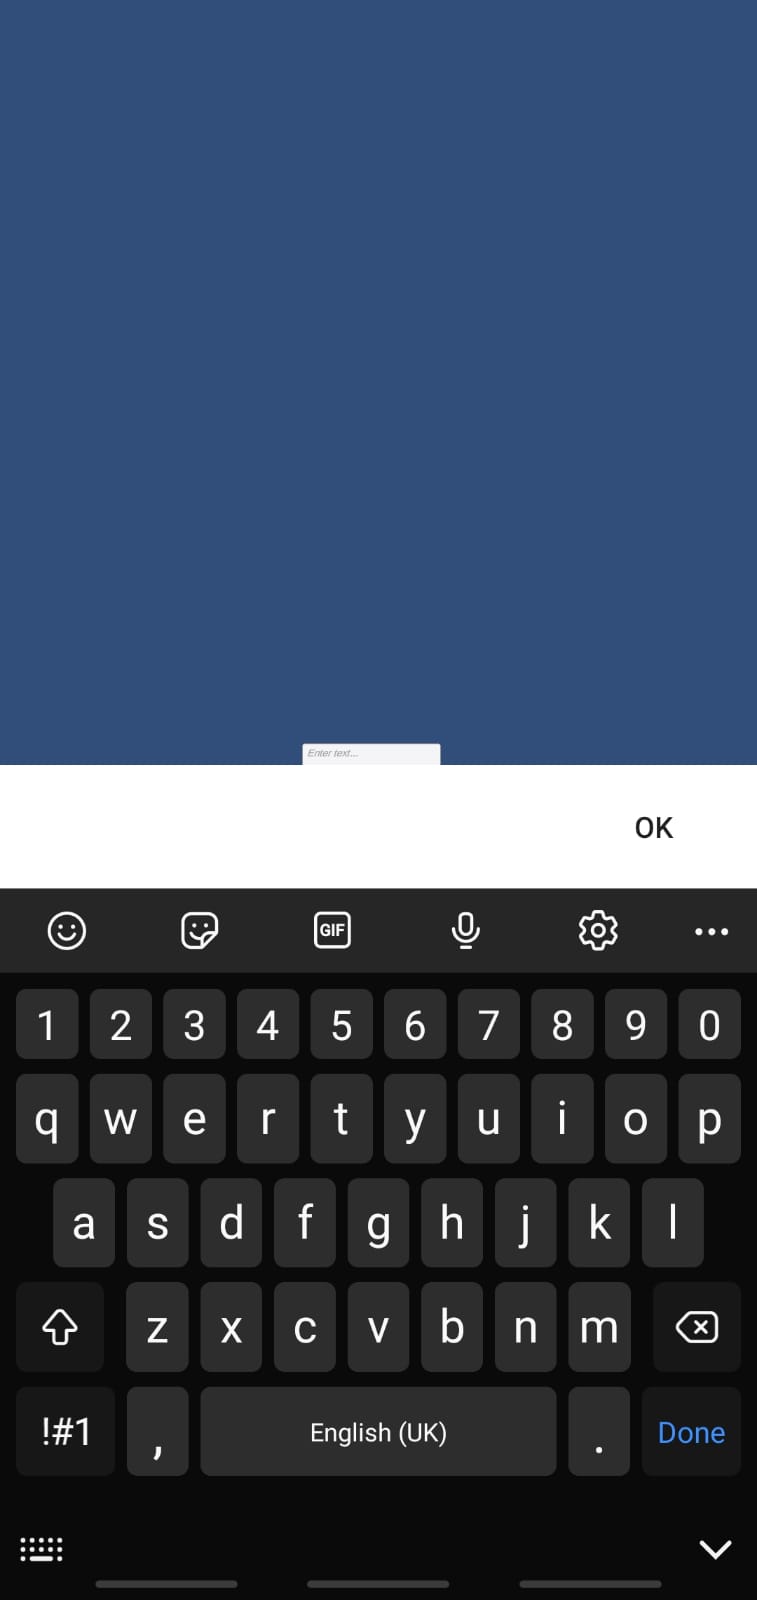 Enter text...
OK
GIF
1 2 3 4 5 6 7 8 9 0
q w e r t y u i o p
a s d f g h j k l
z x c v b n m
!#1 , English (UK) . Done